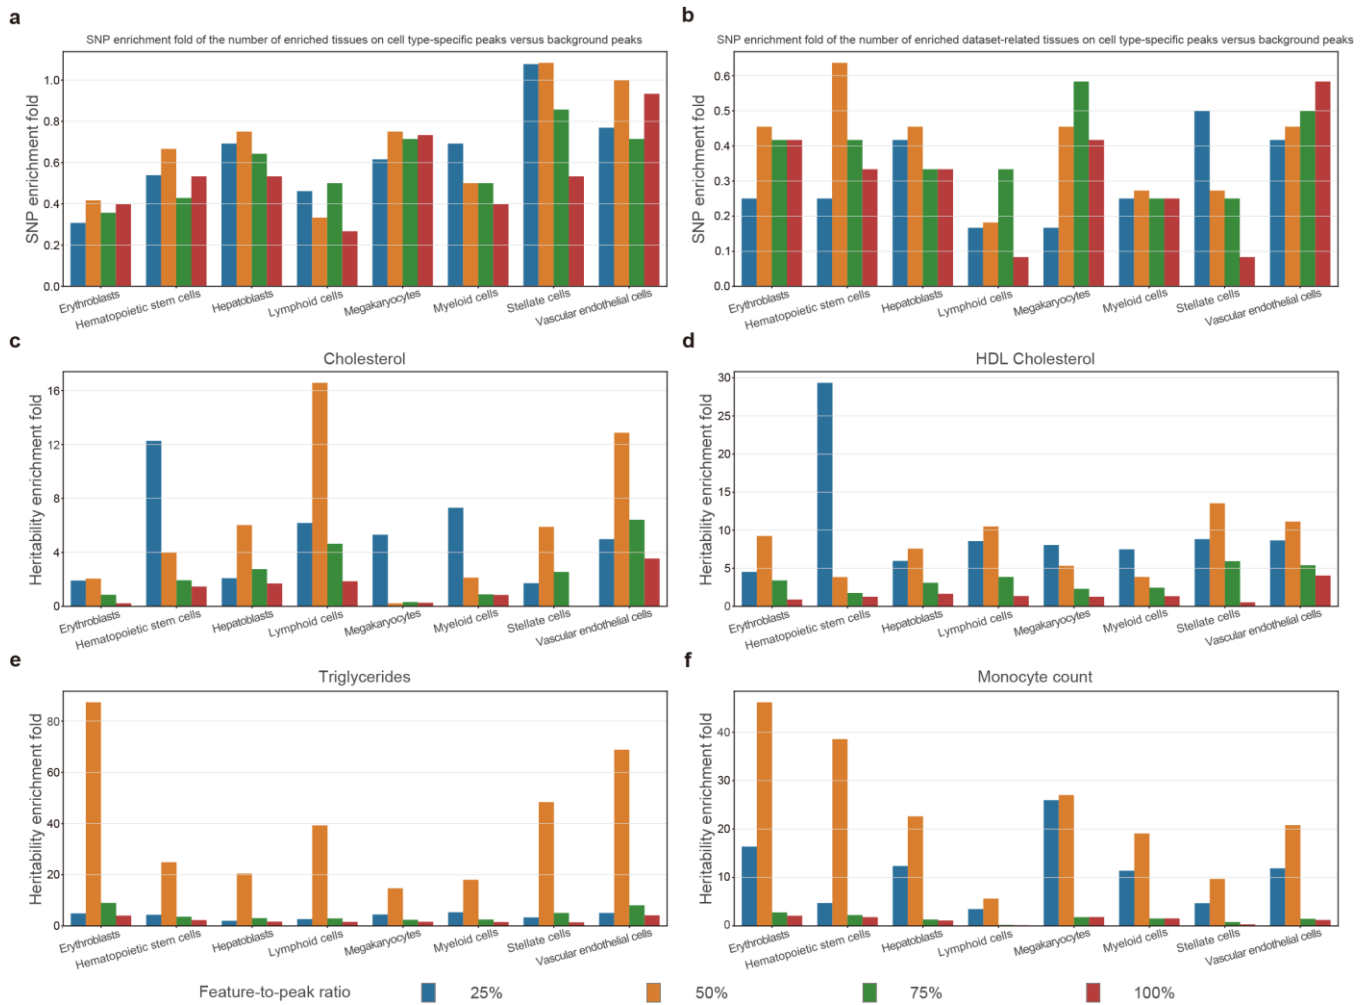 a
SNP enrichment fold of the number of enriched tissues on cell type-specific peaks versus background peaks
SNP enrichment fold
1.0
0.8
0.6
0.4
0.2
0.0
Erythroblasts
Hematopoietic stem cells
Hepatoblasts
Lymphoid cells
Megakaryocytes
Myeloid cells
Stellate cells
Vascular endothelial cells
b
SNP enrichment fold of the number of enriched dataset-related tissues on cell type-specific peaks versus background peaks
SNP enrichment fold
0.6
0.5
0.4
0.3
0.2
0.1
0.0
Erythroblasts
Hematopoietic stem cells
Hepatoblasts
Lymphoid cells
Megakaryocytes
Myeloid cells
Stellate cells
Vascular endothelial cells
c
Cholesterol
Heritability enrichment fold
16
12
8
4
0
Erythroblasts
Hematopoietic stem cells
Hepatoblasts
Lymphoid cells
Megakaryocytes
Myeloid cells
Stellate cells
Vascular endothelial cells
d
HDL Cholesterol
Heritability enrichment fold
30
25
20
15
10
5
0
Erythroblasts
Hematopoietic stem cells
Hepatoblasts
Lymphoid cells
Megakaryocytes
Myeloid cells
Stellate cells
Vascular endothelial cells
e
Triglycerides
Heritability enrichment fold
80
60
40
20
0
Erythroblasts
Hematopoietic stem cells
Hepatoblasts
Lymphoid cells
Megakaryocytes
Myeloid cells
Stellate cells
Vascular endothelial cells
f
Monocyte count
Heritability enrichment fold
40
30
20
10
0
Erythroblasts
Hematopoietic stem cells
Hepatoblasts
Lymphoid cells
Megakaryocytes
Myeloid cells
Stellate cells
Vascular endothelial cells
Feature-to-peak ratio 25% 50% 75% 100%